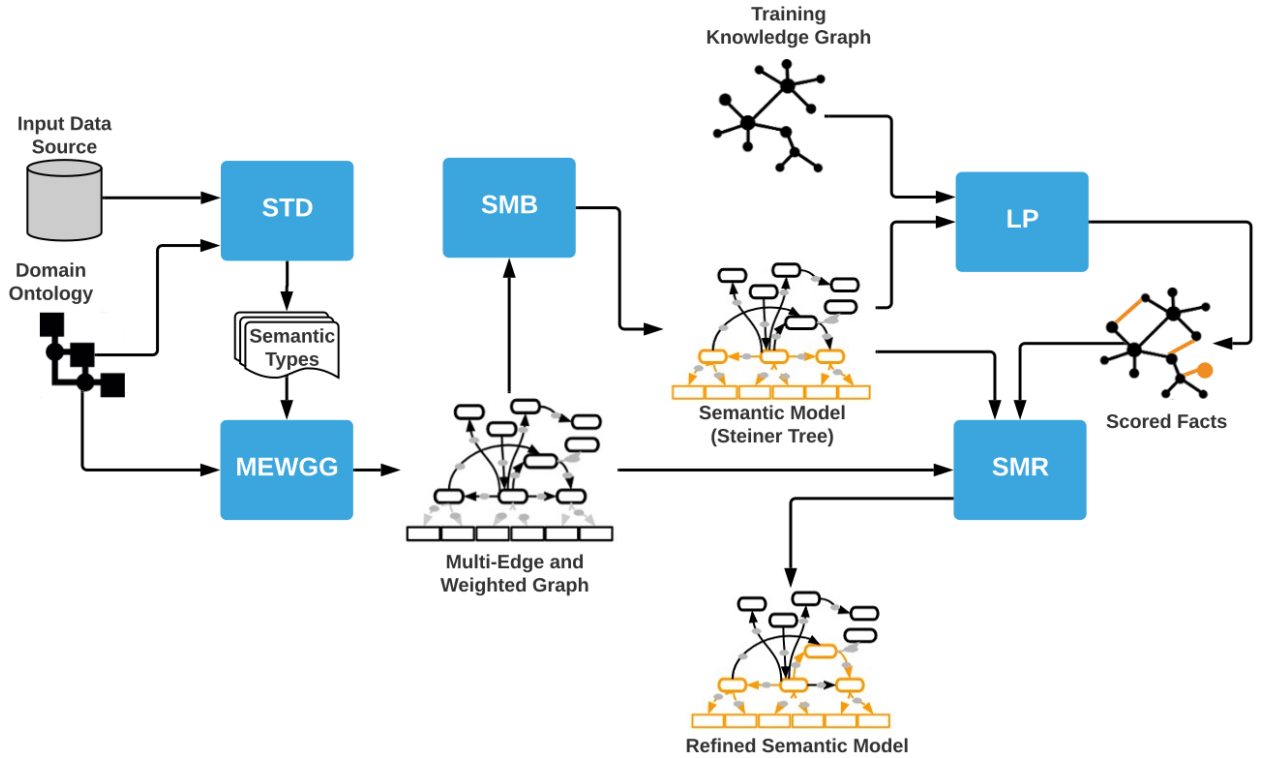 Training
Knowledge Graph
Input Data
Source
STD
SMB
LP
Domain
Ontology
Semantic
Types
Semantic Model
(Steiner Tree)
Scored Facts
MEWGG
SMR
Multi-Edge and
Weighted Graph
Refined Semantic Model